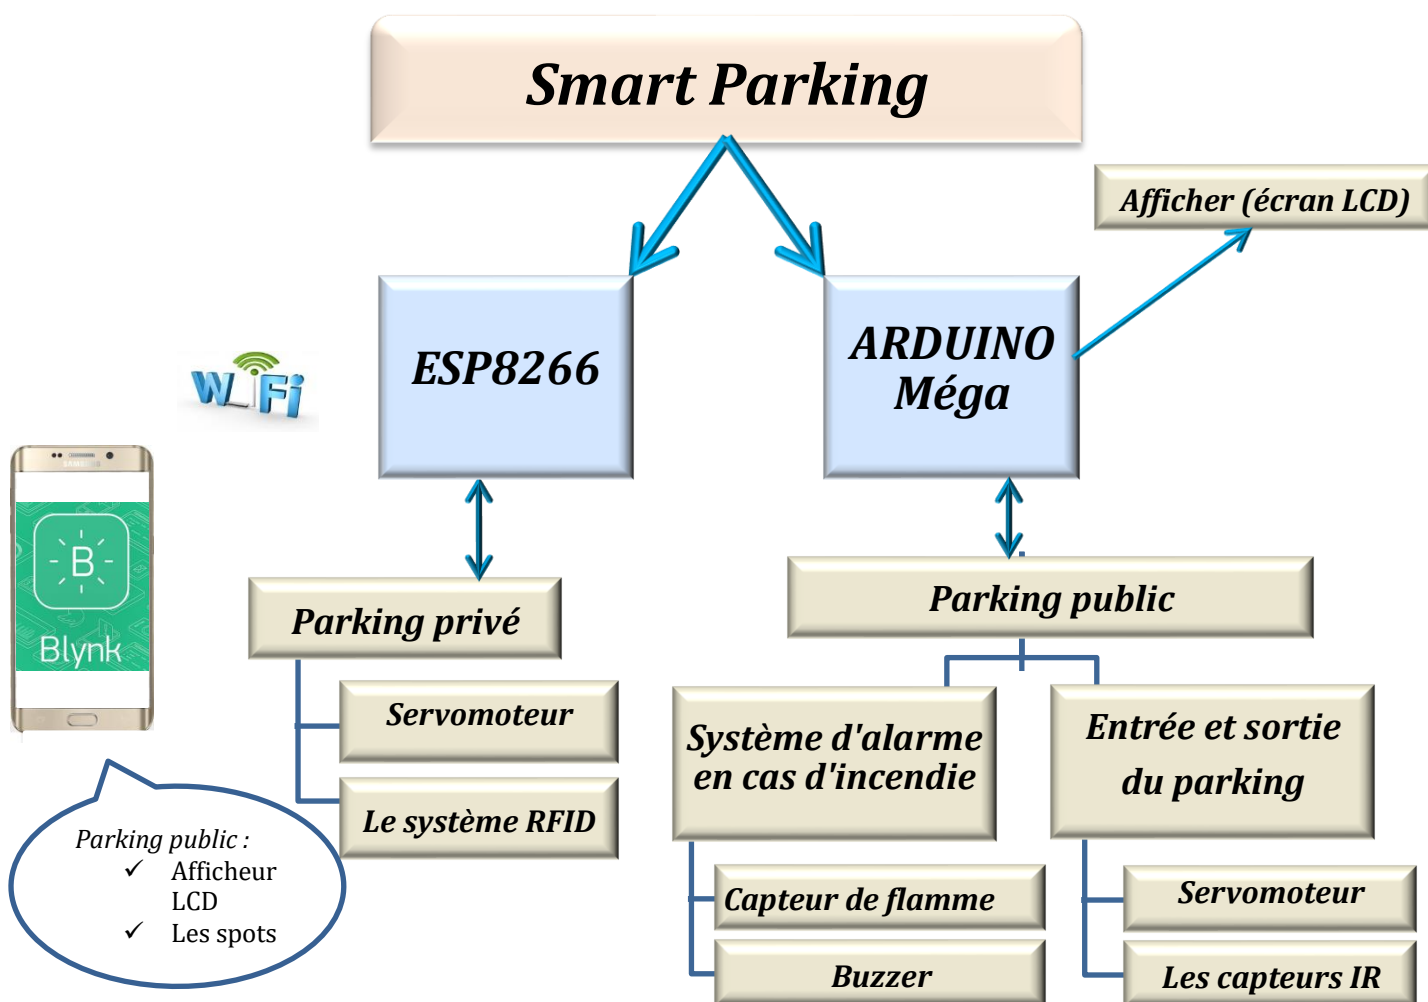 Smart Parking
Afficher (écran LCD)
ESP8266
ARDUINO
Méga
WiFi
SAMSUNG
B
Blynk
Parking privé
Parking public
Servomoteur
Le système RFID
Système d'alarme
en cas d'incendie
Entrée et sortie
du parking
Parking public :
✓ Afficheur
LCD
✓ Les spots
Capteur de flamme
Buzzer
Servomoteur
Les capteurs IR